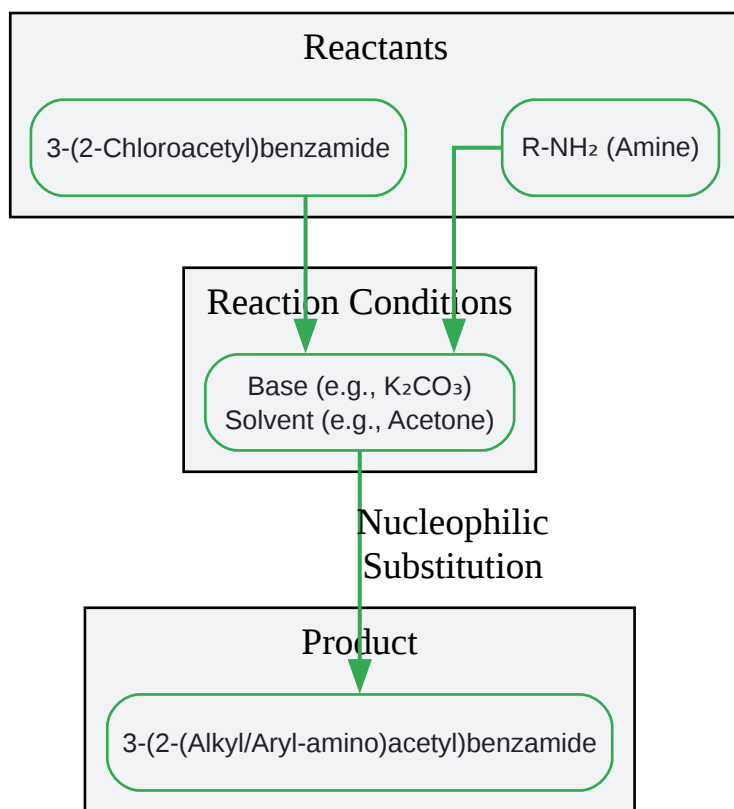 Reactants
3-(2-Chloroacetyl)benzamide
R-NH₂ (Amine)
Reaction Conditions
Base (e.g., K₂CO₃)
Solvent (e.g., Acetone)
Nucleophilic
Substitution
Product
3-(2-(Alkyl/Aryl-amino)acetyl)benzamide